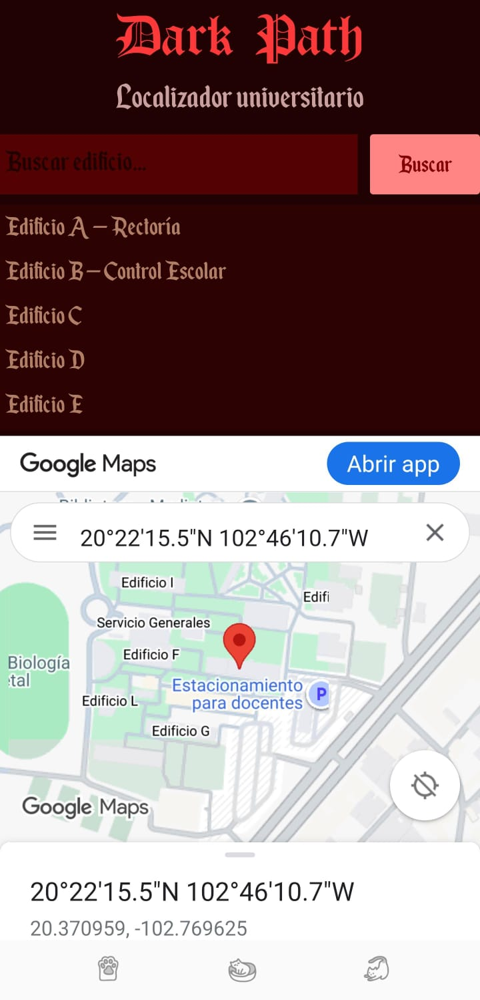 Dark Path
Localizador universitario
Buscar edificio...
Buscar
Edificio A – Rectoría
Edificio B – Control Escolar
Edificio C
Edificio D
Edificio E
Google Maps
Abrir app
20°22'15.5"N 102°46'10.7"W
Edificio I
Edifi
Servicio Generales
Edificio F
Biología
tal
Estacionamiento
para docentes
P
Edificio L
Edificio G
Google Maps
20°22'15.5"N 102°46'10.7"W
20.370959, -102.769625